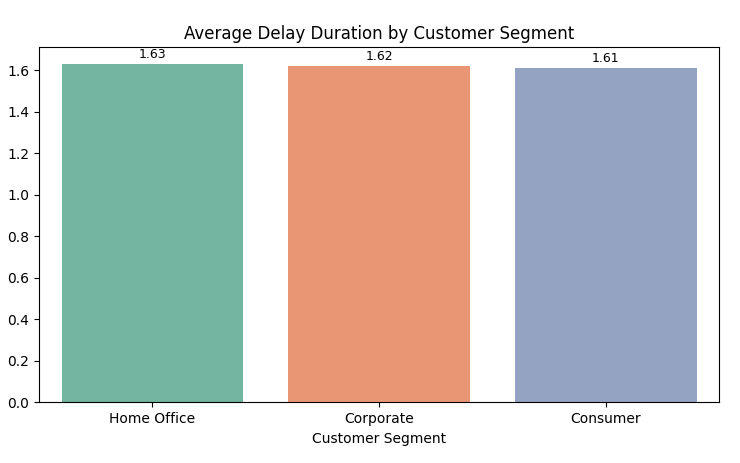 Average Delay Duration by Customer Segment
1.63
1.62
1.61
1.6
1.4
1.2
1.0
0.8
0.6
0.4
0.2
0.0
Home Office
Corporate
Consumer
Customer Segment